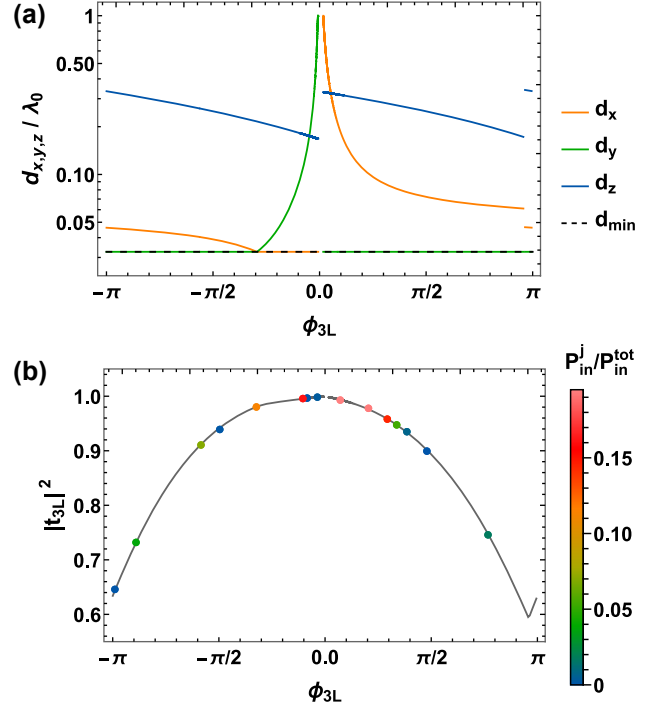 (a)
1
0.50
0.10
0.05
d_{x,y,z} / λ_0
−π
−π/2
0.0
π/2
π
ϕ_{3L}
d_x
d_y
d_z
d_{min}
(b)
1.0
0.9
0.8
0.7
0.6
|t_{3L}|^2
−π
−π/2
0.0
π/2
π
ϕ_{3L}
P_{in}^{j}/P_{in}^{tot}
0.15
0.10
0.05
0